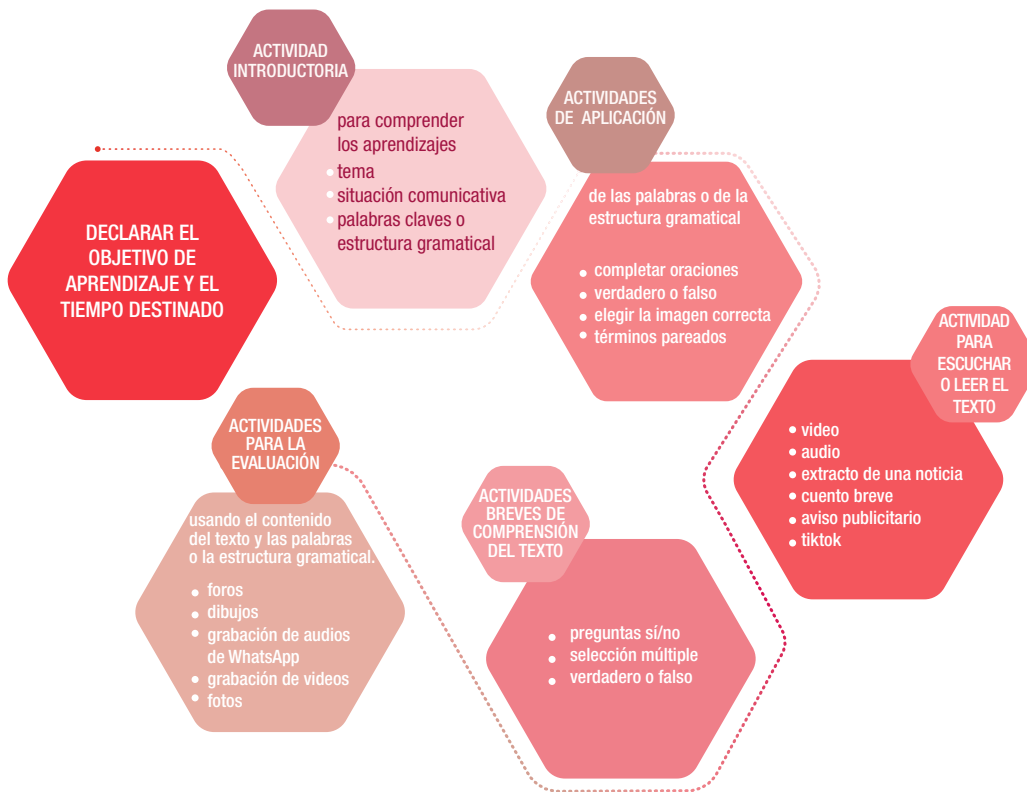 DECLARAR EL
OBJETIVO DE
APRENDIZAJE Y EL
TIEMPO DESTINADO
ACTIVIDAD
INTRODUCTORIA
para comprender
los aprendizajes
• tema
• situación comunicativa
• palabras claves o
estructura gramatical
ACTIVIDADES
DE APLICACIÓN
de las palabras o de la
estructura gramatical
• completar oraciones
• verdadero o falso
• elegir la imagen correcta
• términos pareados
ACTIVIDAD
PARA
ESCUCHAR
O LEER EL
TEXTO
• video
• audio
• extracto de una noticia
• cuento breve
• aviso publicitario
• tiktok
ACTIVIDADES
BREVES DE
COMPRENSIÓN
DEL TEXTO
• preguntas sí/no
• selección múltiple
• verdadero o falso
ACTIVIDADES
PARA LA
EVALUACIÓN
usando el contenido
del texto y las palabras
o la estructura gramatical.
• foros
• dibujos
• grabación de audios
de WhatsApp
• grabación de videos
• fotos